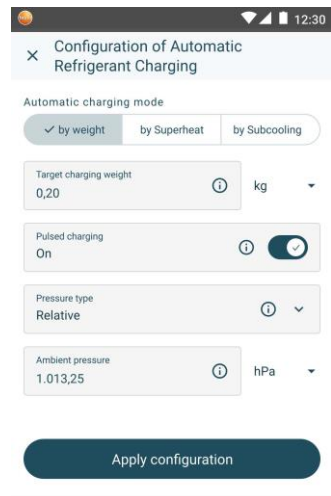 12:30
Configuration of Automatic
Refrigerant Charging
Automatic charging mode
by weight
by Superheat
by Subcooling
Target charging weight
0,20
kg
Pulsed charging
On
Pressure type
Relative
Ambient pressure
1.013,25
hPa
Apply configuration